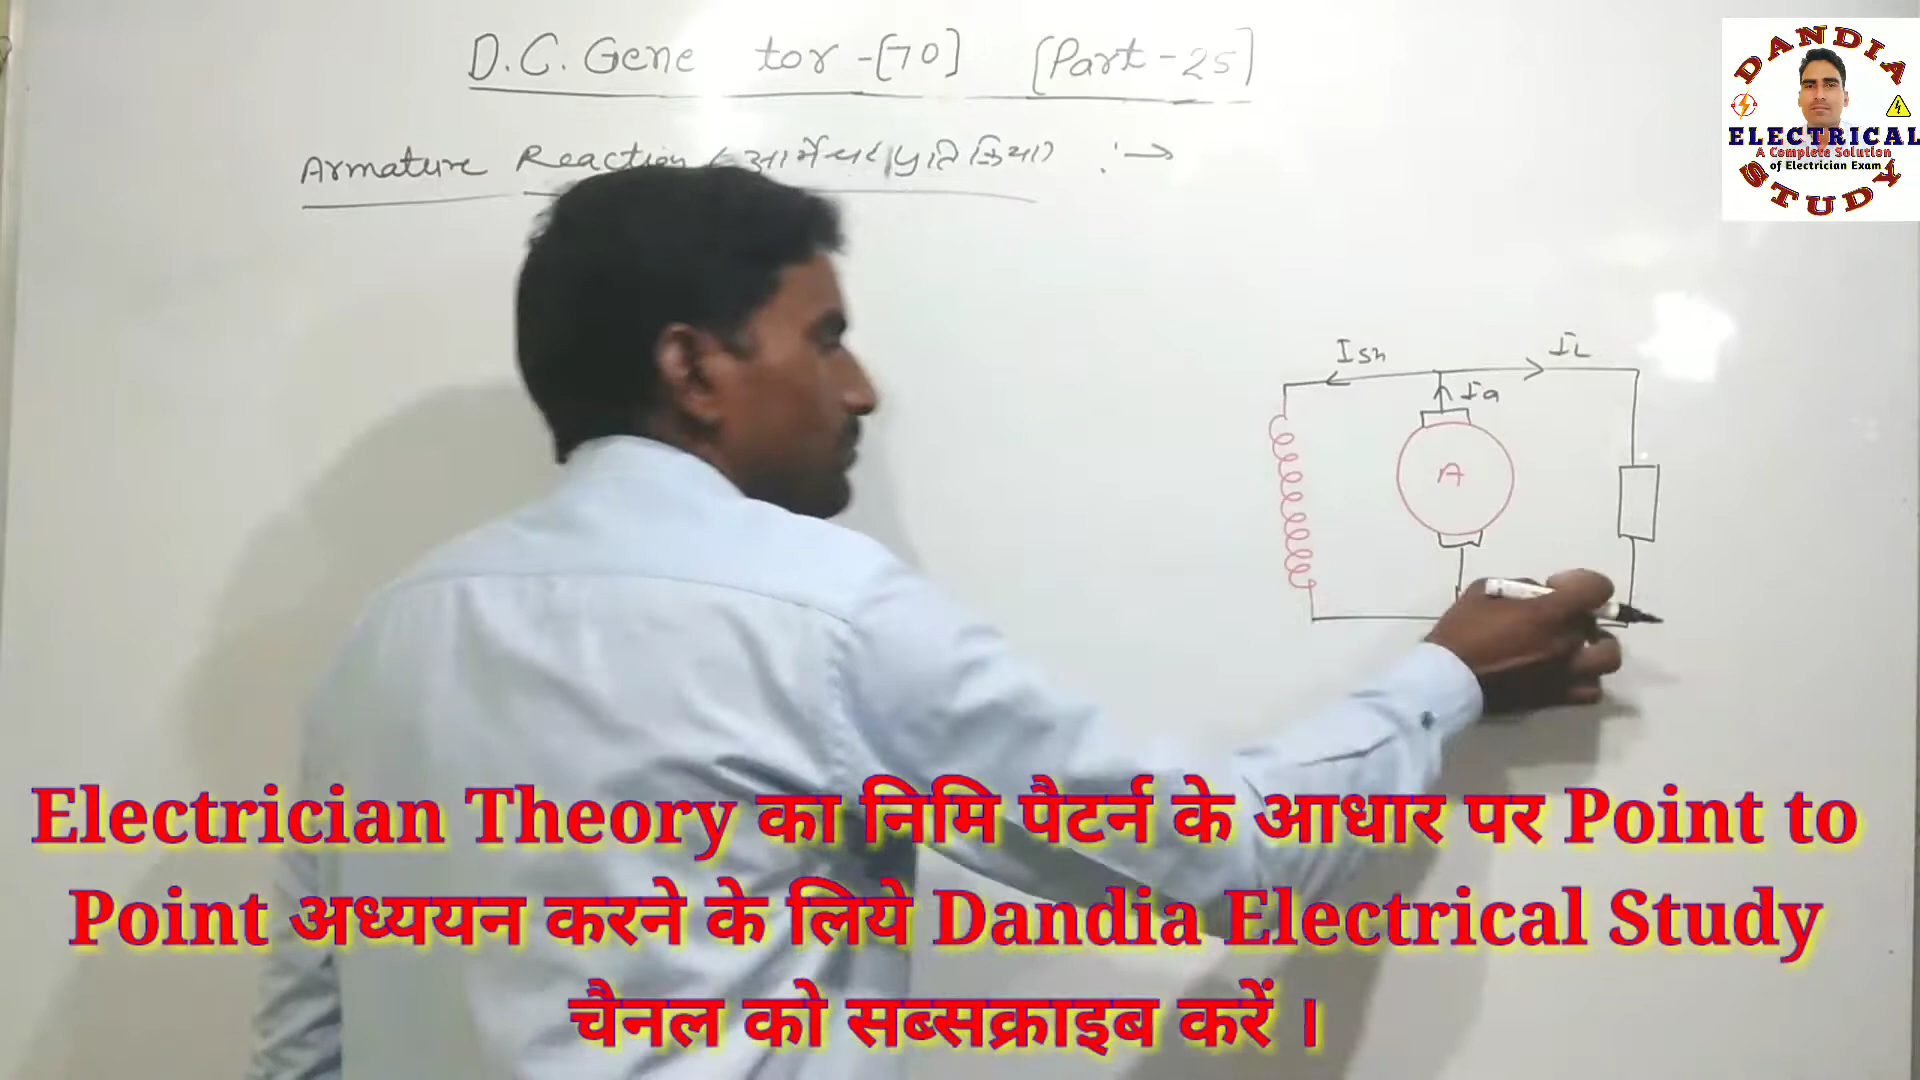 D.C. Gene tor -[70] [Part - 25]
Armature Reaction (आर्मेचर प्रतिक्रिया) :→
DANDIA
ELECTRICAL
A Complete Solution
of Electrician Exam
STUDY
Ish
IL
Ia
A
Electrician Theory का निमि पैटर्न के आधार पर Point to
Point अध्ययन करने के लिये Dandia Electrical Study
चैनल को सब्सक्राइब करें ।